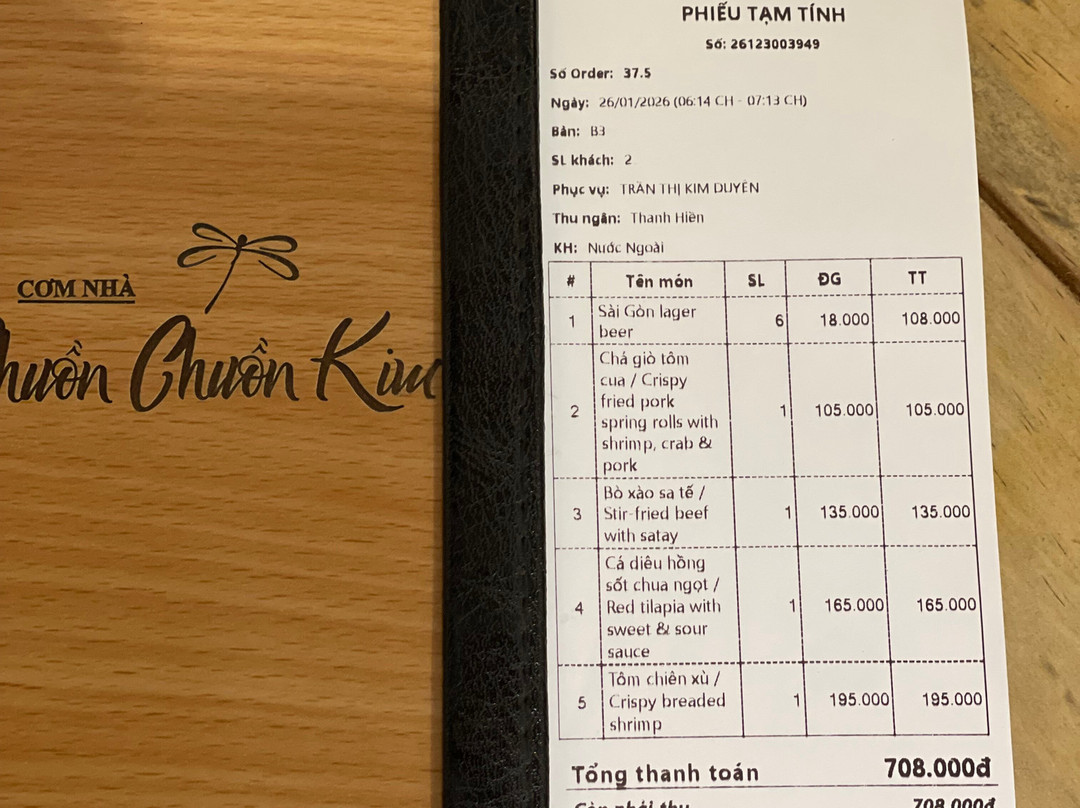 CƠM NHÀ
Chuồn Chuồn Kim
PHIẾU TẠM TÍNH
Số: 26123003949
Số Order: 37.5
Ngày: 26/01/2026 (06:14 CH - 07:13 CH)
Bàn: B3
SL khách: 2
Phục vụ: TRẦN THỊ KIM DUYÊN
Thu ngân: Thanh Hiền
KH: Nước Ngoài
# Tên món SL ĐG TT
1 Sài Gòn lager 6 18.000 108.000
beer
Chả giò tôm
cua / Crispy
fried pork
2 spring rolls with 1 105.000 105.000
shrimp, crab &
pork
Bò xào sa tế /
3 Stir-fried beef 1 135.000 135.000
with satay
Cá diêu hồng
sốt chua ngọt /
4 Red tilapia with 1 165.000 165.000
sweet & sour
sauce
Tôm chiên xù /
5 Crispy breaded 1 195.000 195.000
shrimp
Tổng thanh toán 708.000đ
Còn phải thu 708.000đ